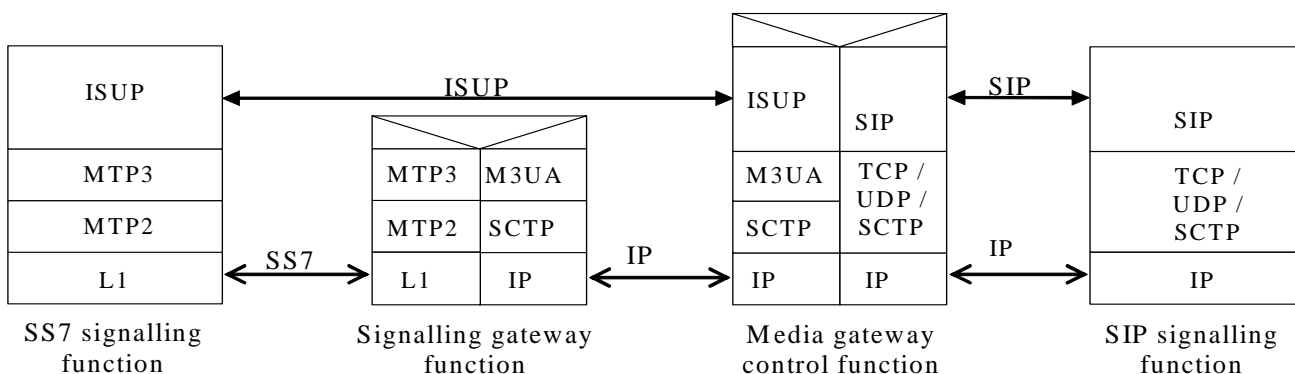 ISUP
MTP3
MTP2
L1
SS7 signalling
function
ISUP
SS7
MTP3 M3UA
MTP2 SCTP
L1 IP
Signalling gateway
function
IP
ISUP
M3UA
SCTP
IP
SIP
TCP /
UDP /
SCTP
IP
Media gateway
control function
SIP
IP
SIP
TCP /
UDP /
SCTP
IP
SIP signalling
function